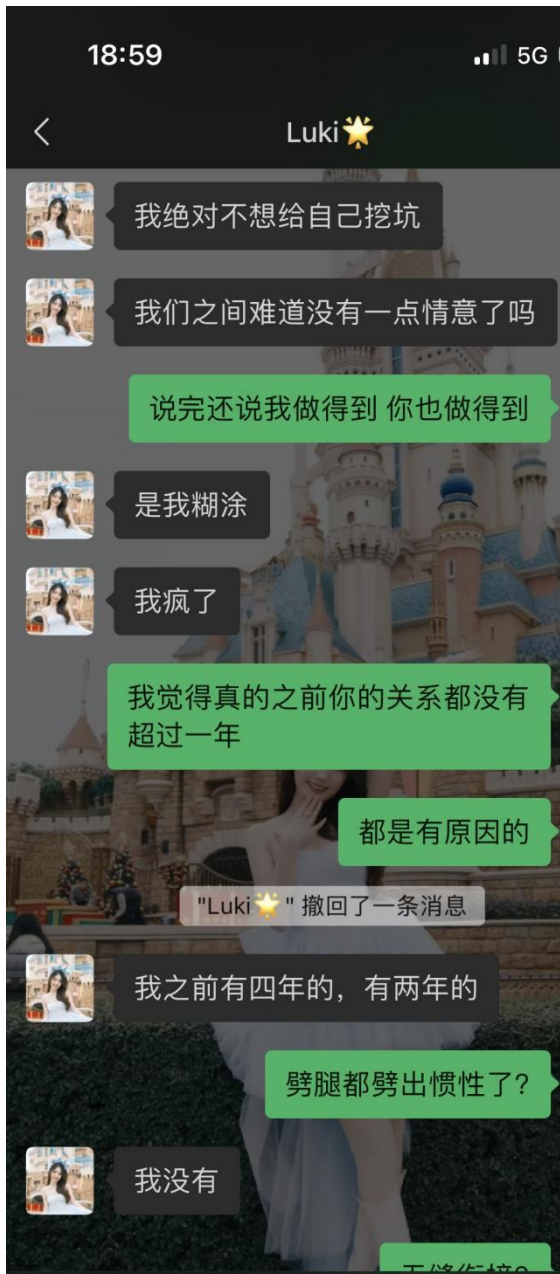 18:59
5G
Luki🌟
我绝对不想给自己挖坑
我们之间难道没有一点情意了吗
说完还说我做得到 你也做得到
是我糊涂
我疯了
我觉得真的之前你的关系都没有
超过一年
都是有原因的
"Luki🌟 " 撤回了一条消息
我之前有四年的，有两年的
劈腿都劈出惯性了?
我没有
无缝衔接?